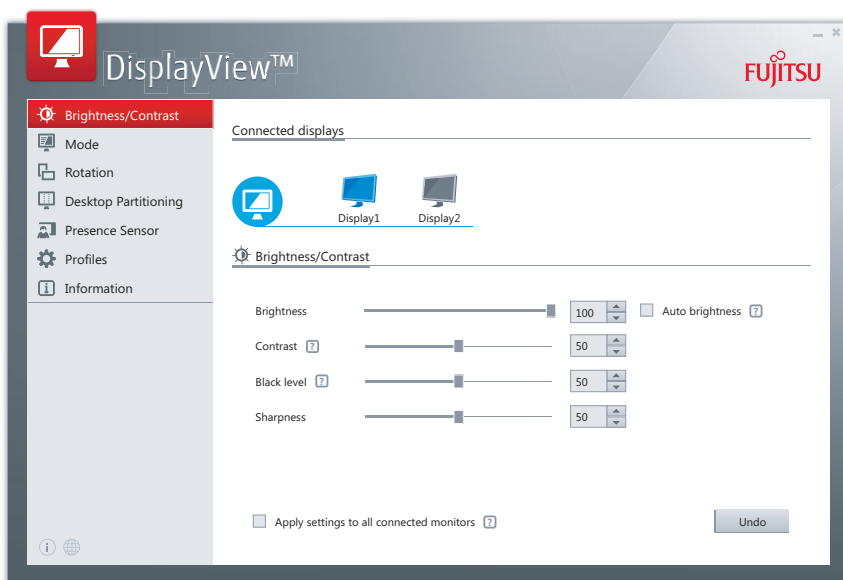 DisplayView™
FUJITSU
Brightness/Contrast
Mode
Rotation
Desktop Partitioning
Presence Sensor
Profiles
Information
Connected displays
Display1 Display2
Brightness/Contrast
Brightness 100 Auto brightness ?
Contrast ? 50
Black level ? 50
Sharpness 50
Apply settings to all connected monitors ? Undo